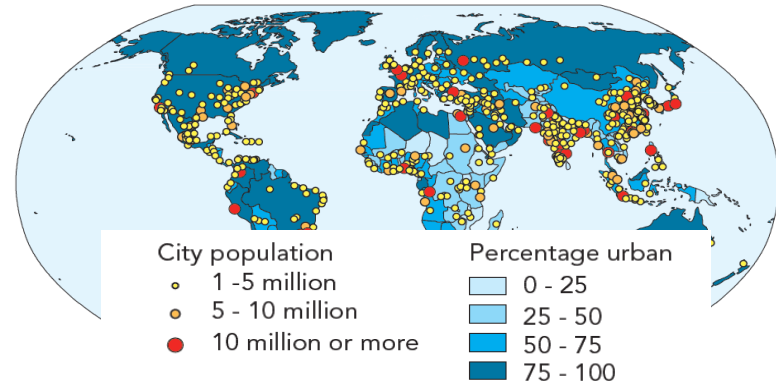 City population
1 -5 million
5 - 10 million
10 million or more
Percentage urban
0 - 25
25 - 50
50 - 75
75 - 100